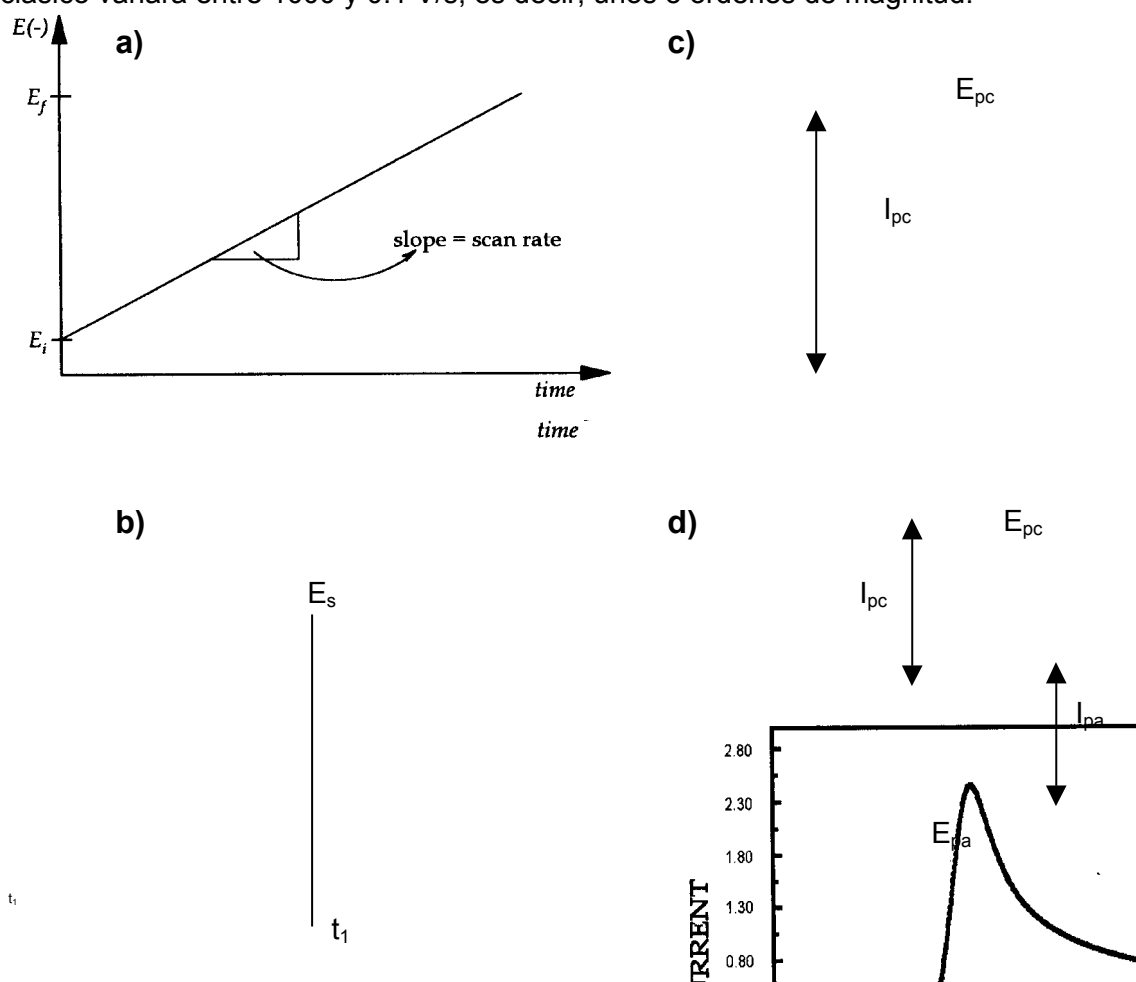 clásico variará entre 1000 y 0.1 V/s, es decir, unos 5 órdenes de magnitud.
E(-)
a)
E_f
slope = scan rate
E_i
time
time
c)
E_pc
I_pc
b)
E_s
t_1
t_1
d)
E_pc
I_pc
I_pa
E_pa
2.80
2.30
1.80
1.30
0.80